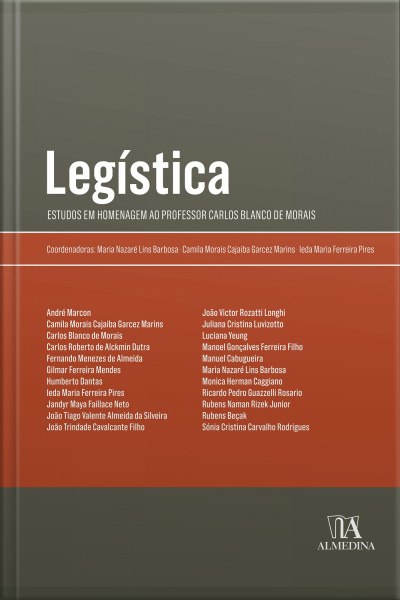 Legística
ESTUDOS EM HOMENAGEM AO PROFESSOR CARLOS BLANCO DE MORAIS
Coordenadoras: Maria Nazaré Lins Barbosa · Camila Morais Cajaiba Garcez Marins · Ieda Maria Ferreira Pires
André Marcon
Camila Morais Cajaiba Garcez Marins
Carlos Blanco de Morais
Carlos Roberto de Alckmin Dutra
Fernando Menezes de Almeida
Gilmar Ferreira Mendes
Humberto Dantas
Ieda Maria Ferreira Pires
Jandyr Maya Faillace Neto
João Tiago Valente Almeida da Silveira
João Trindade Cavalcante Filho
João Victor Rozatti Longhi
Juliana Cristina Luvizotto
Luciana Yeung
Manoel Gonçalves Ferreira Filho
Manuel Cabugueira
Maria Nazaré Lins Barbosa
Monica Herman Caggiano
Ricardo Pedro Guazzelli Rosario
Rubens Naman Rizek Junior
Rubens Beçak
Sónia Cristina Carvalho Rodrigues
ALMEDINA